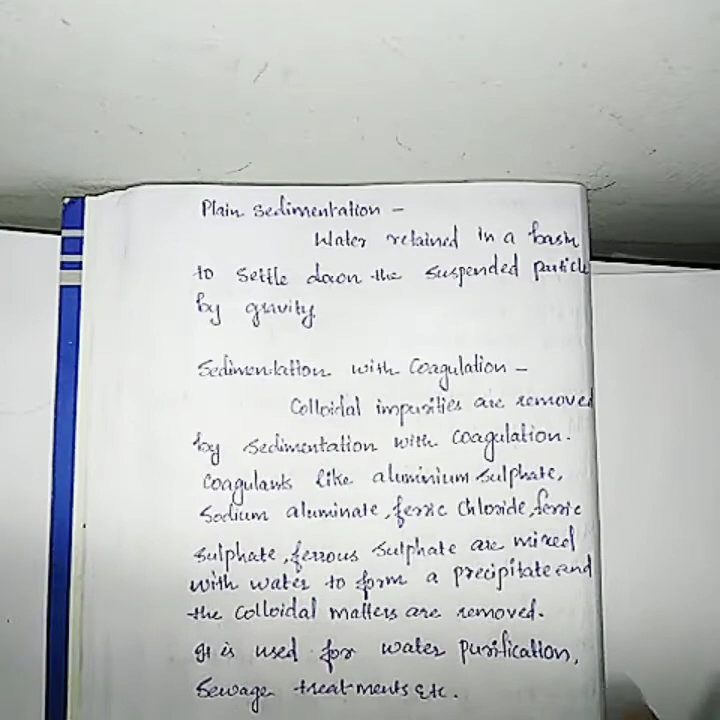 Plain Sedimentation -
Water retained in a basin
to settle down the suspended paticle
by gravity
Sedimentation with Coagulation -
Colloidal impurities are removed
by sedimentation with coagulation.
Coagulants like aluminium sulphate,
Sodium aluminate, ferric chloride, ferric
sulphate, ferrous sulphate are mixed
with water to form a precipitate and
the colloidal matters are removed.
It is used for water purification,
Sewage treatments etc.